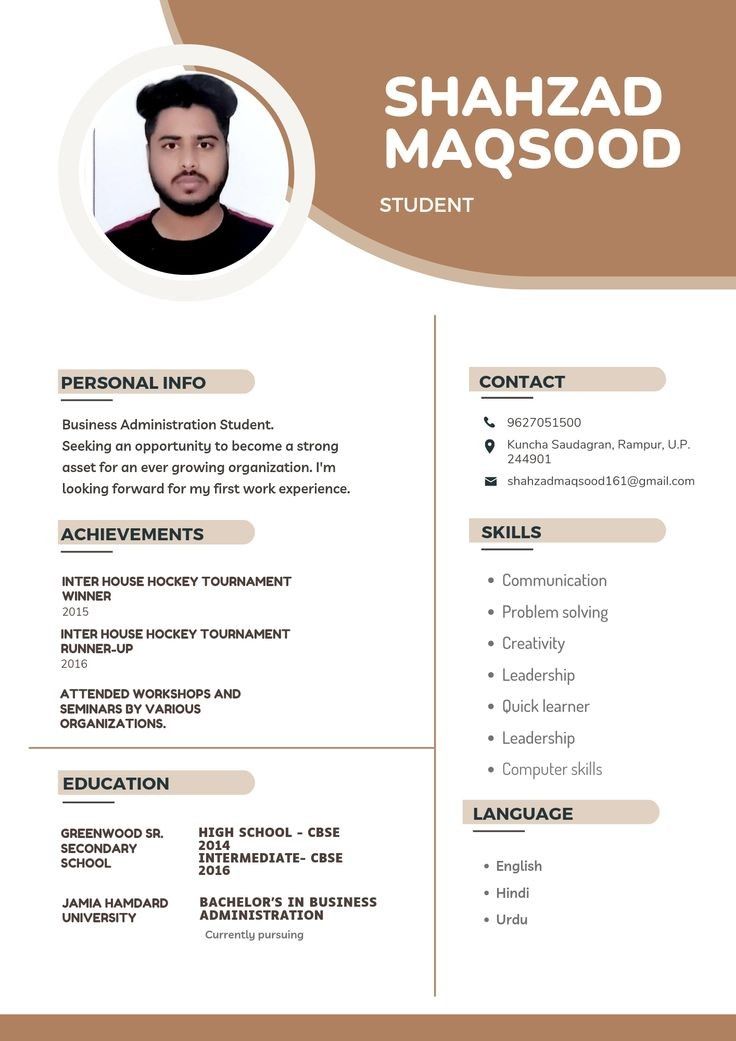 SHAHZAD
MAQSOOD
STUDENT
PERSONAL INFO
Business Administration Student.
Seeking an opportunity to become a strong
asset for an ever growing organization. I'm
looking forward for my first work experience.
ACHIEVEMENTS
INTER HOUSE HOCKEY TOURNAMENT
WINNER
2015
INTER HOUSE HOCKEY TOURNAMENT
RUNNER-UP
2016
ATTENDED WORKSHOPS AND
SEMINARS BY VARIOUS
ORGANIZATIONS.
EDUCATION
GREENWOOD SR.
SECONDARY
SCHOOL
HIGH SCHOOL - CBSE
2014
INTERMEDIATE- CBSE
2016
JAMIA HAMDARD
UNIVERSITY
BACHELOR'S IN BUSINESS
ADMINISTRATION
Currently pursuing
CONTACT
9627051500
Kuncha Saudagran, Rampur, U.P.
244901
shahzadmaqsood161@gmail.com
SKILLS
• Communication
• Problem solving
• Creativity
• Leadership
• Quick learner
• Leadership
• Computer skills
LANGUAGE
• English
• Hindi
• Urdu